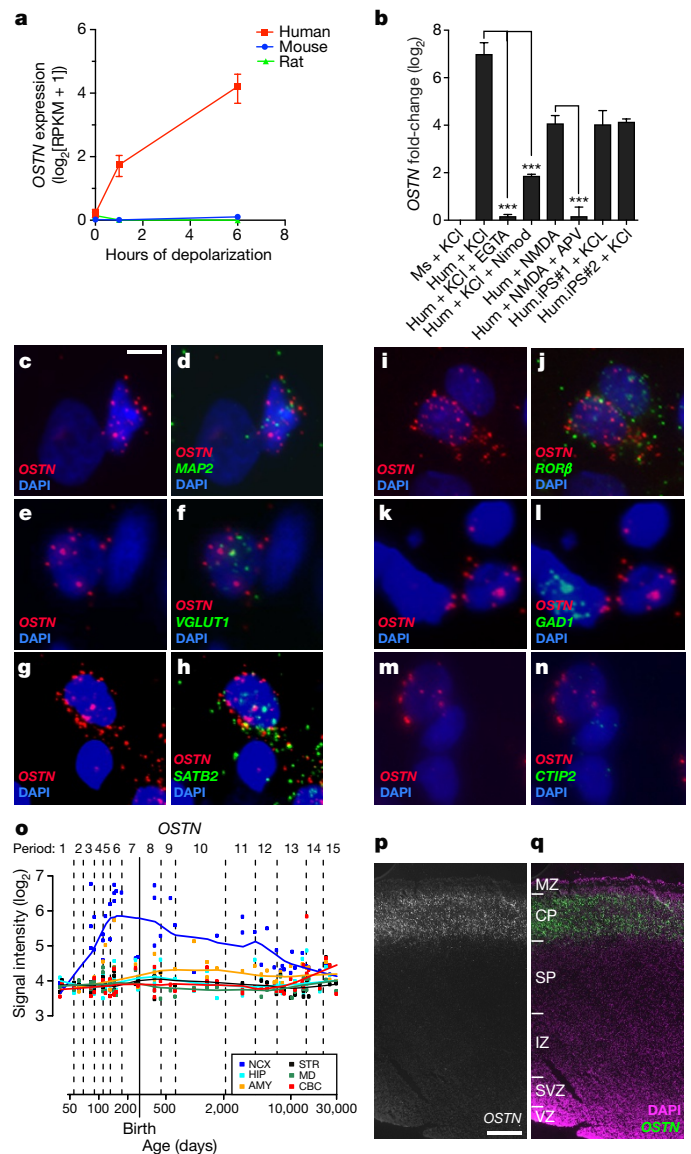 a
OSTN expression
(log2[RPKM + 1])
6
4
2
0
0 2 4 6 8
Hours of depolarization
Human
Mouse
Rat
b
OSTN fold-change (log2)
8
6
4
2
0
***
***
***
Ms + KCl
Hum + KCl
Hum + KCl + EGTA
Hum + KCl + Nimod
Hum + NMDA
Hum + NMDA + APV
Hum.iPS#1 + KCL
Hum.iPS#2 + KCl
c
OSTN
DAPI
d
OSTN
MAP2
DAPI
i
OSTN
DAPI
j
OSTN
RORβ
DAPI
e
OSTN
DAPI
f
OSTN
VGLUT1
DAPI
k
OSTN
DAPI
l
OSTN
GAD1
DAPI
g
OSTN
DAPI
h
OSTN
SATB2
DAPI
m
OSTN
DAPI
n
OSTN
CTIP2
DAPI
o
OSTN
Period: 1 2 3 4 5 6 7 8 9 10 11 12 13 14 15
Signal intensity (log2)
7
6
5
4
3
NCX
HIP
AMY
STR
MD
CBC
50 100 200 500 2,000 10,000 30,000
Birth
Age (days)
p
OSTN
q
MZ
CP
SP
IZ
SVZ
VZ
DAPI
OSTN